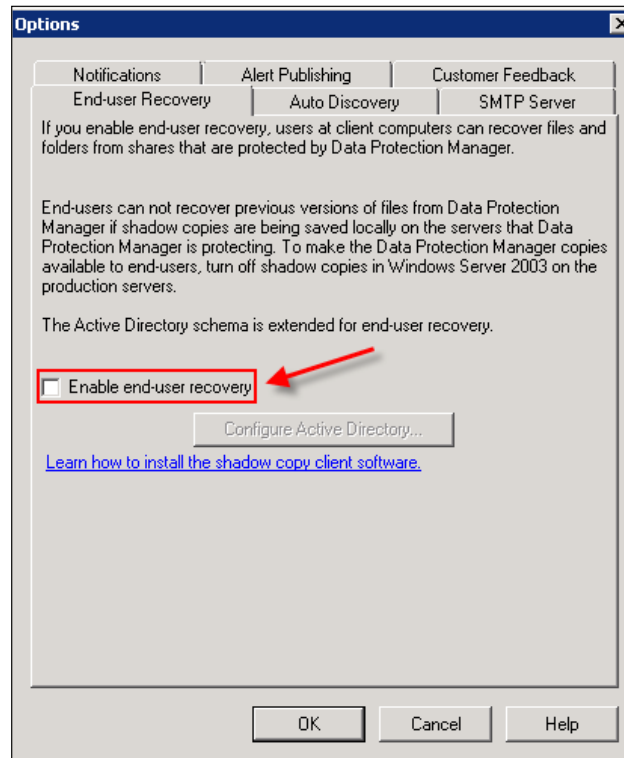 Options
Notifications
Alert Publishing
Customer Feedback
End-user Recovery
Auto Discovery
SMTP Server
If you enable end-user recovery, users at client computers can recover files and
folders from shares that are protected by Data Protection Manager.
End-users can not recover previous versions of files from Data Protection
Manager if shadow copies are being saved locally on the servers that Data
Protection Manager is protecting. To make the Data Protection Manager copies
available to end-users, turn off shadow copies in Windows Server 2003 on the
production servers.
The Active Directory schema is extended for end-user recovery.
Enable end-user recovery
Configure Active Directory...
Learn how to install the shadow copy client software.
OK
Cancel
Help